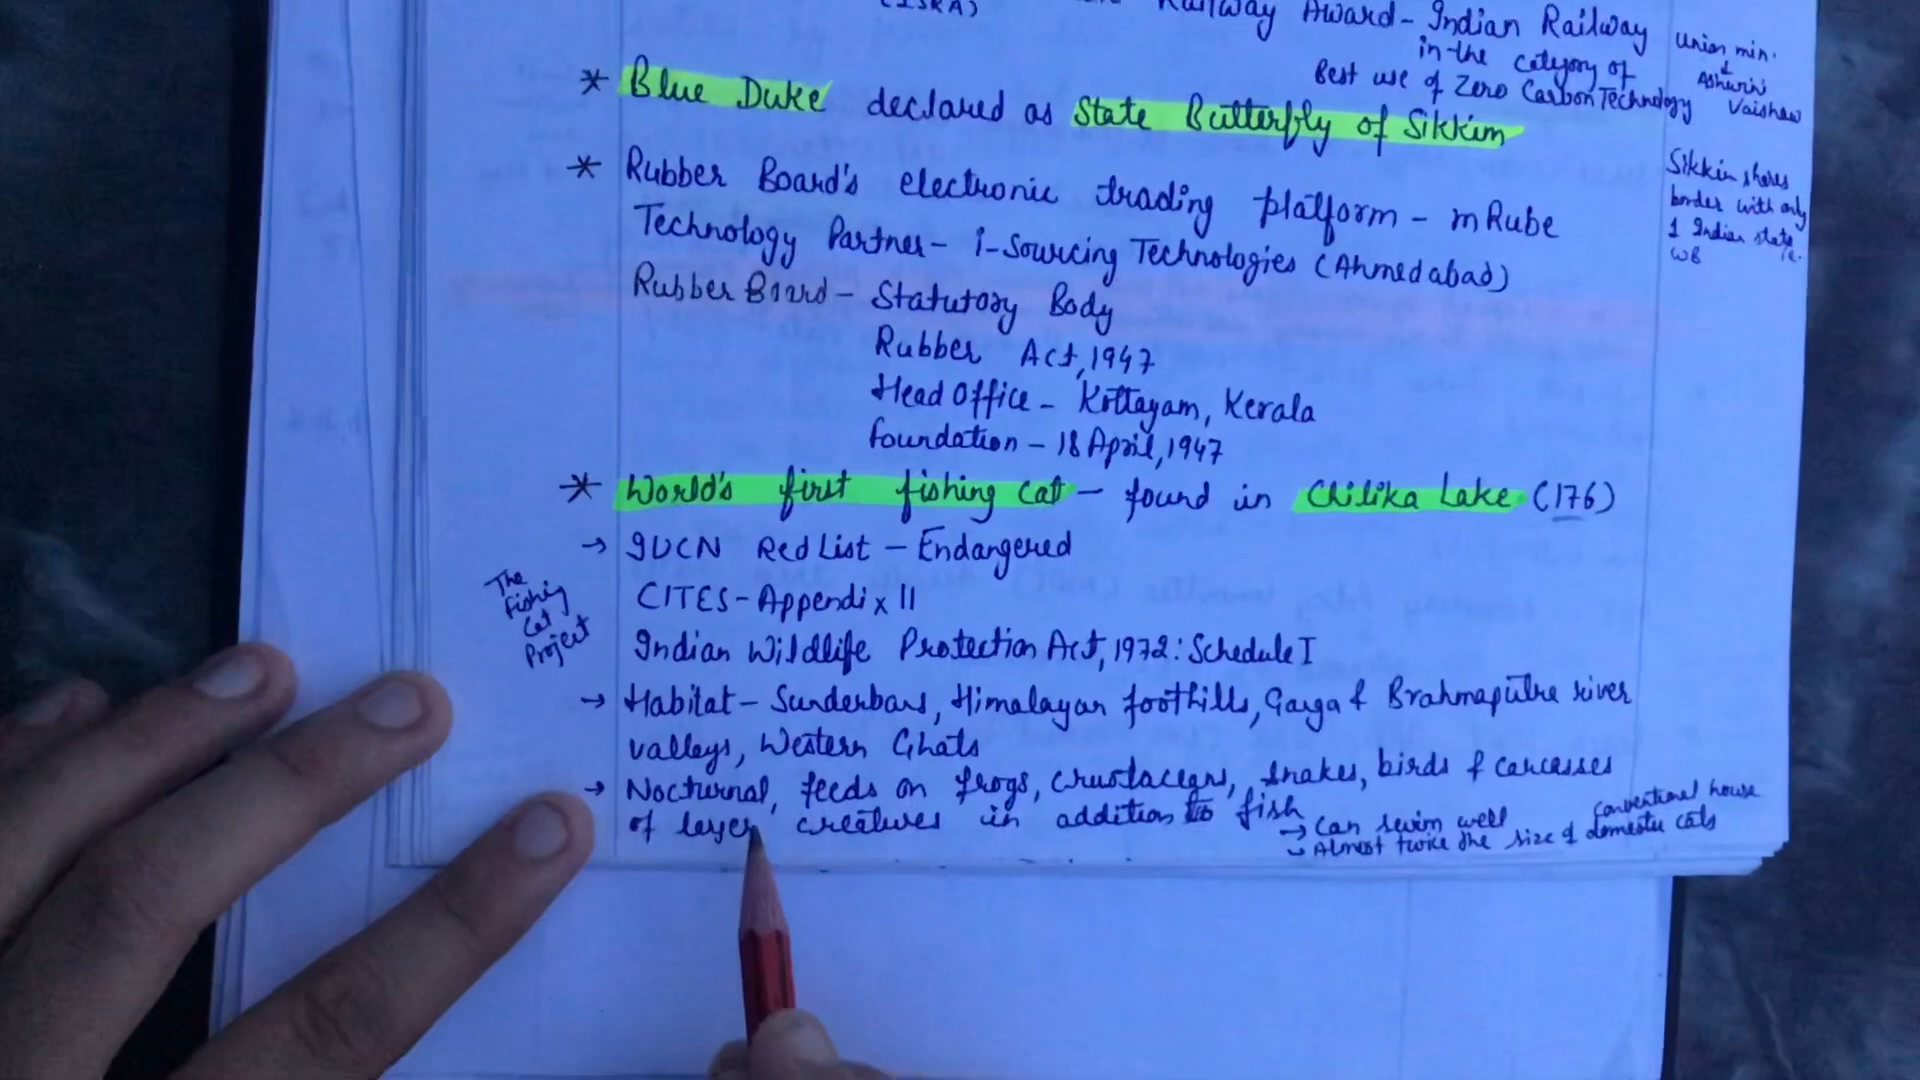 (ISRA) Railway Award - Indian Railway
in the category of
Best use of Zero Carbon Technology
Union min.
Ashwini
Vaishaw
* Blue Duke declared as State Butterfly of Sikkim
Sikkim shares
border with only
1 Indian state
i.e.
WB
* Rubber Board's electronic trading platform - mRube
Technology Partner - i-Sourcing Technologies (Ahmedabad)
Rubber Board - Statutory Body
Rubber Act, 1947
Head Office - Kottayam, Kerala
foundation - 18 April, 1947
* World's first fishing cat - found in Chilika Lake (176)
→ IUCN Red List - Endangered
CITES - Appendix II
Indian Wildlife Protection Act, 1972: Schedule I
The
Fishing
Cat
Project
→ Habitat - Sunderbans, Himalayan foothills, Ganga & Brahmaputra river
valleys, Western Ghats
→ Nocturnal, feeds on frogs, crustaceans, snakes, birds & carcasses
of larger creatures in addition to fish
→ Can swim well
→ Almost twice the size of domestic cats
conventional house